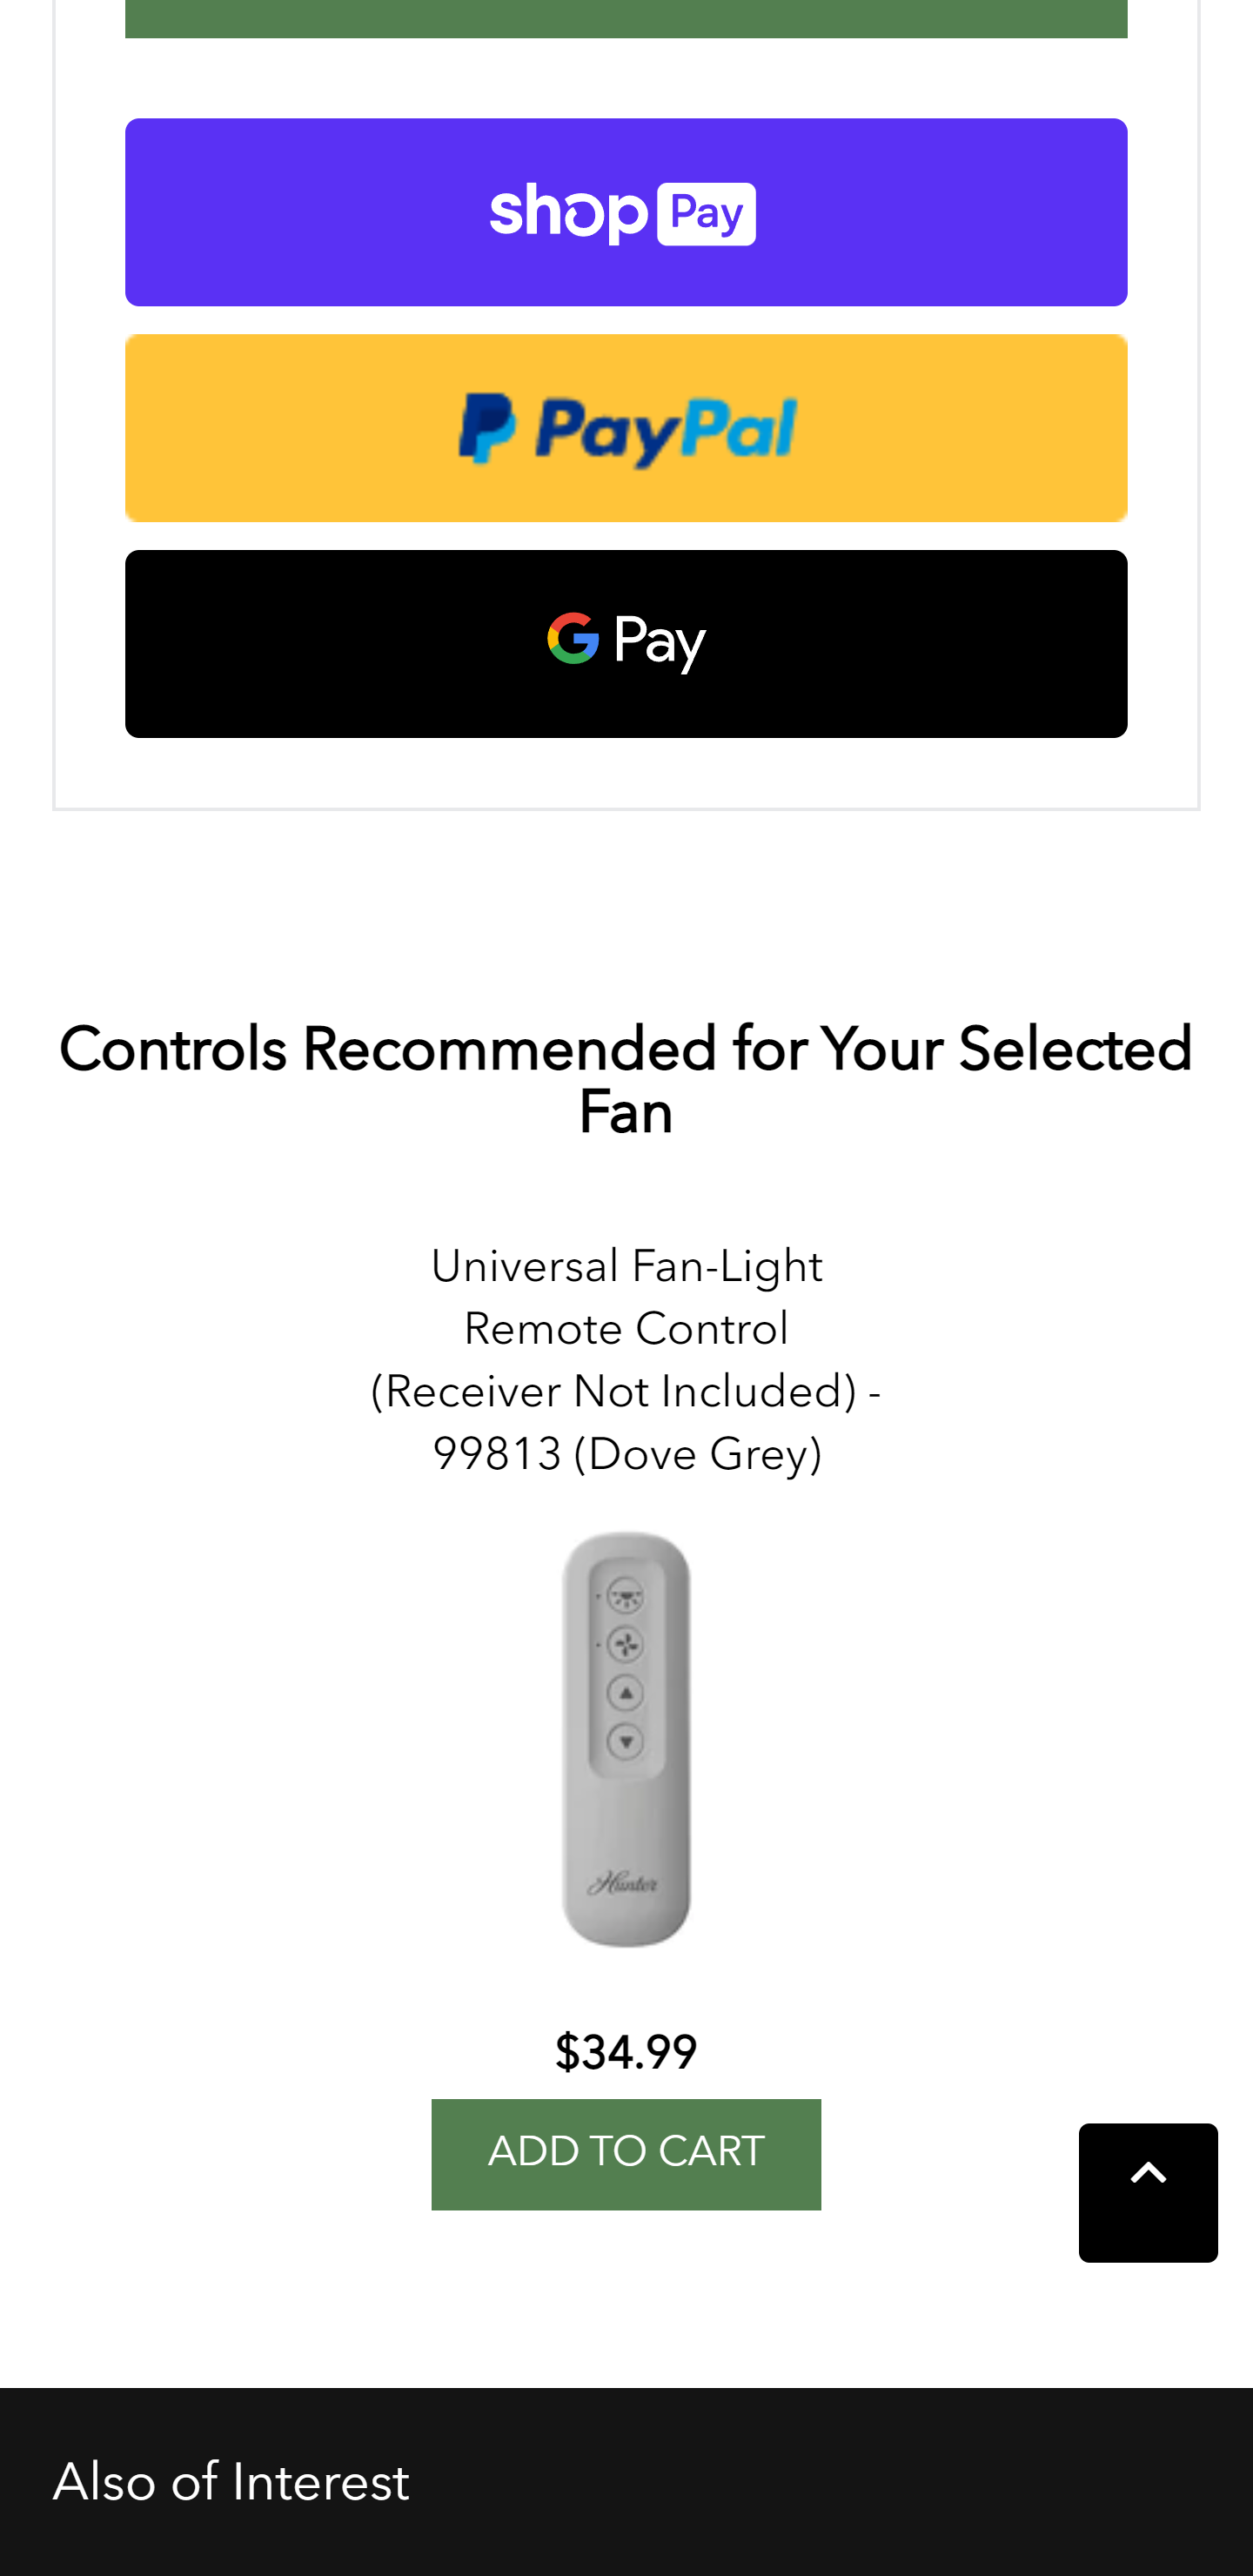 shop Pay
PayPal
G Pay
Controls Recommended for Your Selected
Fan
Universal Fan-Light
Remote Control
(Receiver Not Included) -
99813 (Dove Grey)
Hunter
$34.99
ADD TO CART
Also of Interest